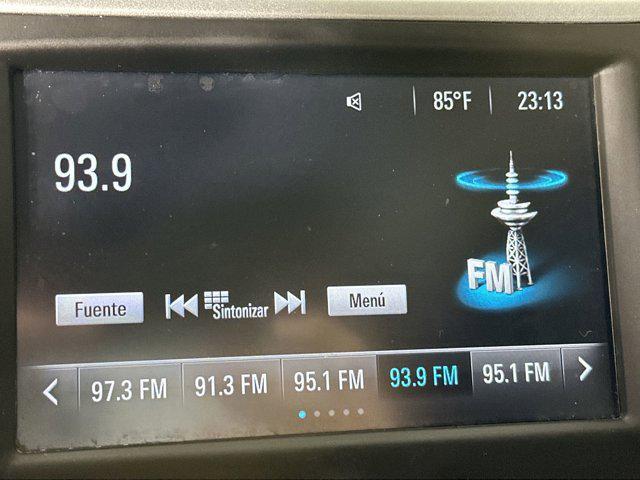 85°F 23:13
93.9
FM
Fuente Sintonizar Menú
97.3 FM 91.3 FM 95.1 FM 93.9 FM 95.1 FM